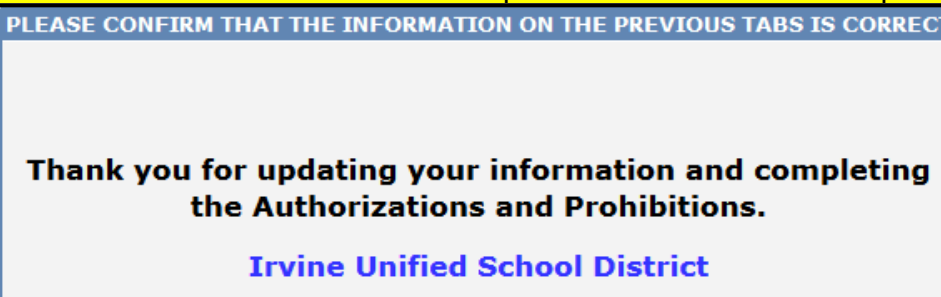 PLEASE CONFIRM THAT THE INFORMATION ON THE PREVIOUS TABS IS CORRECT
Thank you for updating your information and completing
the Authorizations and Prohibitions.
Irvine Unified School District